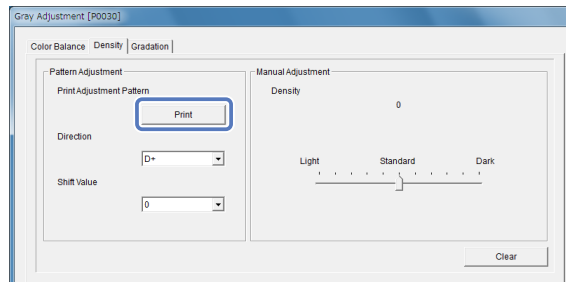 Gray Adjustment [P0030]
Color Balance Density Gradation
Pattern Adjustment
Print Adjustment Pattern
Print
Direction
D+
Shift Value
0
Manual Adjustment
Density
0
Light Standard Dark
Clear